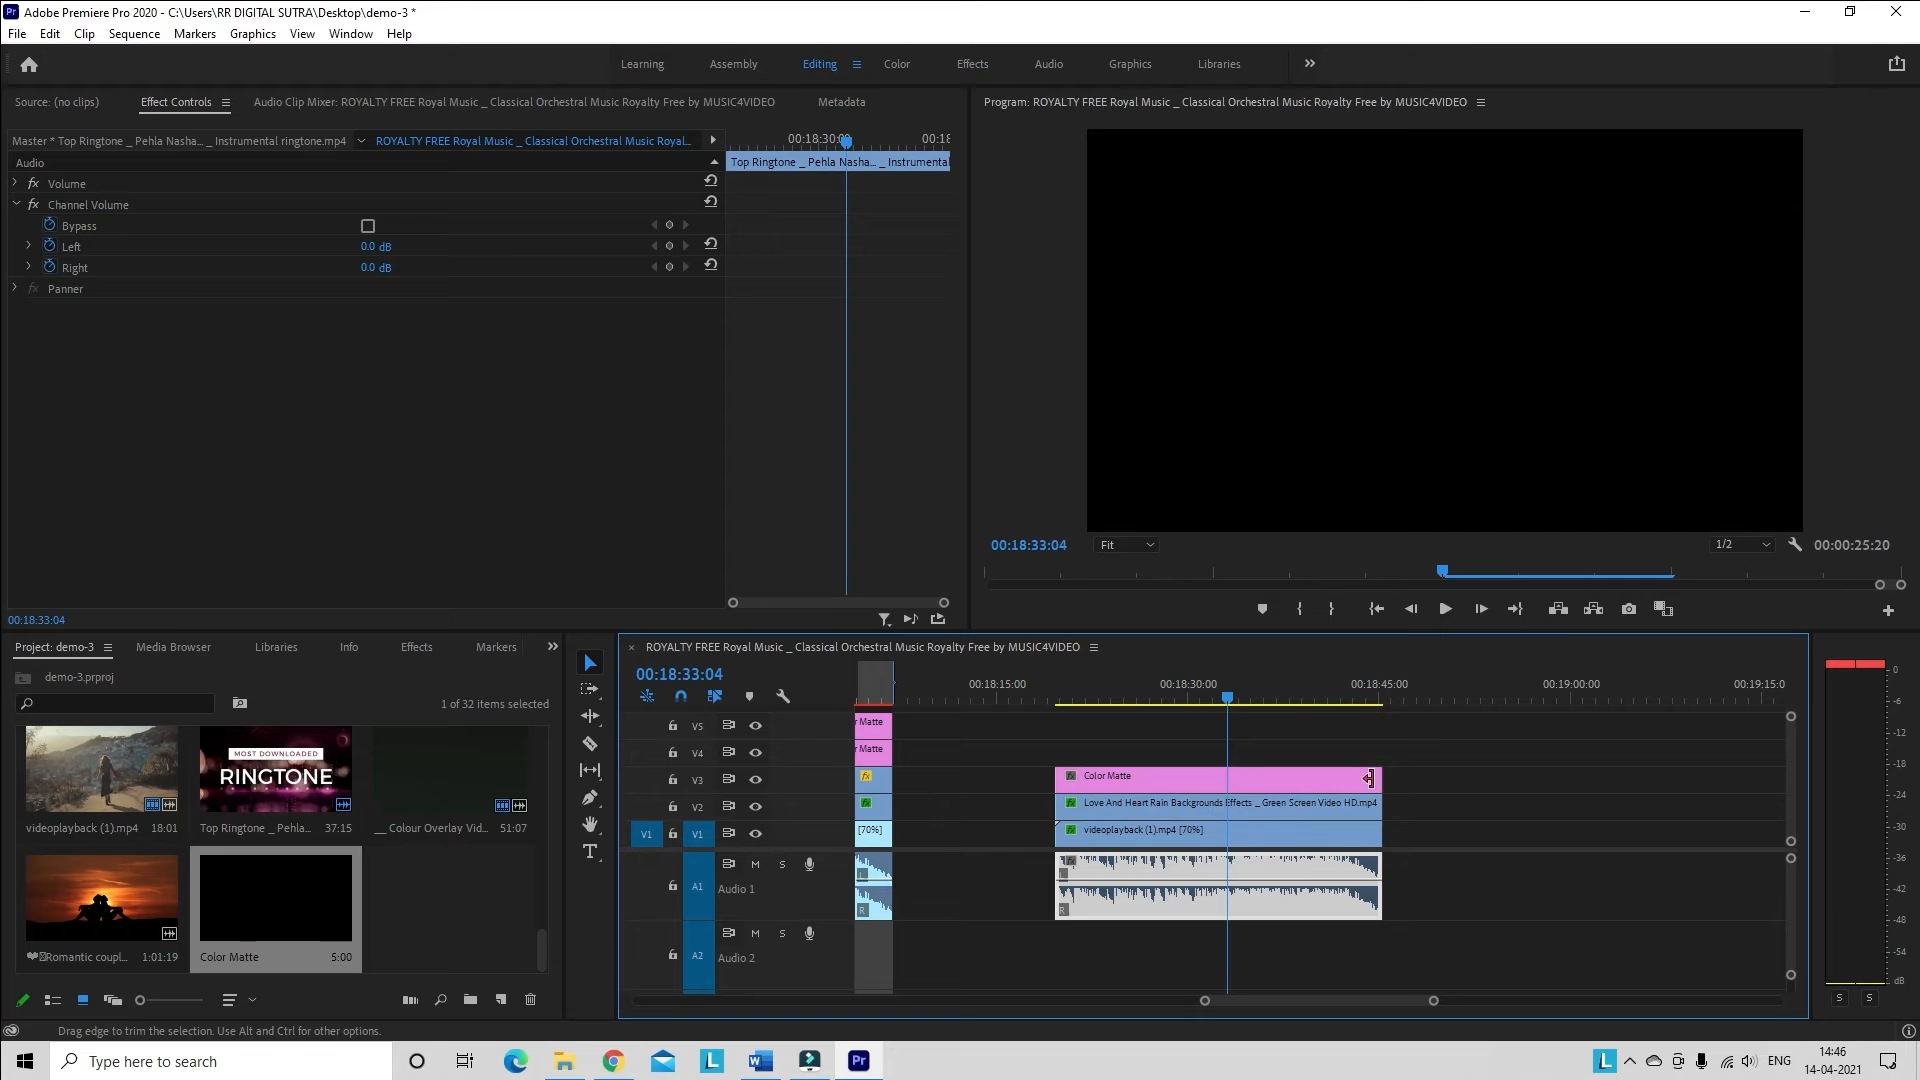 Adobe Premiere Pro 2020 - C:\Users\RR DIGITAL SUTRA\Desktop\demo-3 *
File Edit Clip Sequence Markers Graphics View Window Help
Learning Assembly Editing Color Effects Audio Graphics Libraries
Source: (no clips) Effect Controls Audio Clip Mixer: ROYALTY FREE Royal Music _ Classical Orchestral Music Royalty Free by MUSIC4VIDEO Metadata
Program: ROYALTY FREE Royal Music _ Classical Orchestral Music Royalty Free by MUSIC4VIDEO
Master * Top Ringtone _ Pehla Nasha... _ Instrumental ringtone.mp4 ROYALTY FREE Royal Music _ Classical Orchestral Music Royal...
00:18:30:00 00:18
Audio
Top Ringtone _ Pehla Nasha... _ Instrumental
fx Volume
fx Channel Volume
Bypass
Left 0.0 dB
Right 0.0 dB
fx Panner
00:18:33:04
00:18:33:04 Fit 1/2 00:00:25:20
Project: demo-3 Media Browser Libraries Info Effects Markers
demo-3.prproj
1 of 32 items selected
MOST DOWNLOADED
RINGTONE
videoplayback (1).mp4 18:01
Top Ringtone _ Pehla... 37:15
__ Colour Overlay Vid... 51:07
Romantic coupl... 1:01:19
Color Matte 5:00
ROYALTY FREE Royal Music _ Classical Orchestral Music Royalty Free by MUSIC4VIDEO
00:18:33:04
00:18:15:00 00:18:30:00 00:18:45:00 00:19:00:00 00:19:15:0
V5 r Matte
V4 r Matte
V3 fx fx Color Matte
V2 fx fx Love And Heart Rain Backgrounds Effects _ Green Screen Video HD.mp4
V1 V1 [70%] fx videoplayback (1).mp4 [70%]
A1 M S Audio 1
L L
R R
A2 M S Audio 2
0
-6
-12
-18
-24
-30
-36
-42
-48
-54
dB
S S
Drag edge to trim the selection. Use Alt and Ctrl for other options.
Type here to search
ENG
14:46
14-04-2021